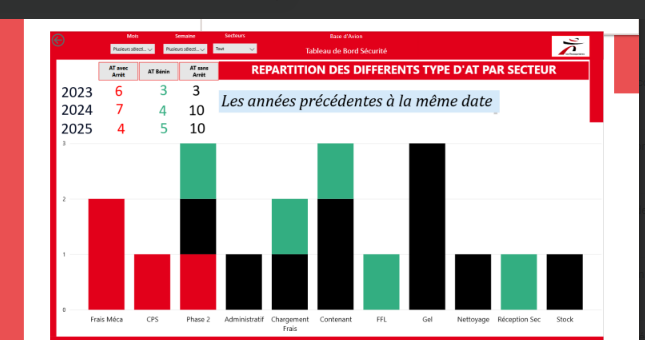 Mois Semaine Secteurs Base d'Avion
Plusieurs sélecti... Plusieurs sélecti... Tout Tableau de Bord Sécurité
AT avec Arrêt AT Bénin AT sans Arrêt REPARTITION DES DIFFERENTS TYPE D'AT PAR SECTEUR
2023 6 3 3
2024 7 4 10
2025 4 5 10
Les années précédentes à la même date
3
2
1
0
Frais Méca CPS Phase 2 Administratif Chargement Frais Contenant FFL Gel Nettoyage Réception Sec Stock